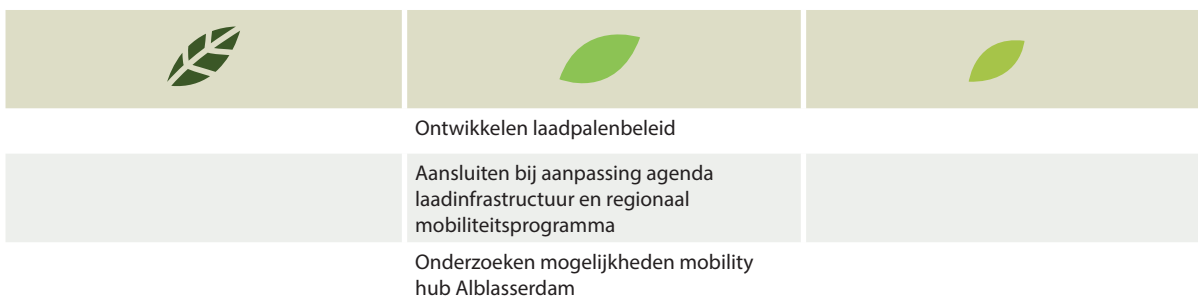 Ontwikkelen laadpalenbeleid
Aansluiten bij aanpassing agenda
laadinfrastructuur en regionaal
mobiliteitsprogramma
Onderzoeken mogelijkheden mobility
hub Alblasserdam